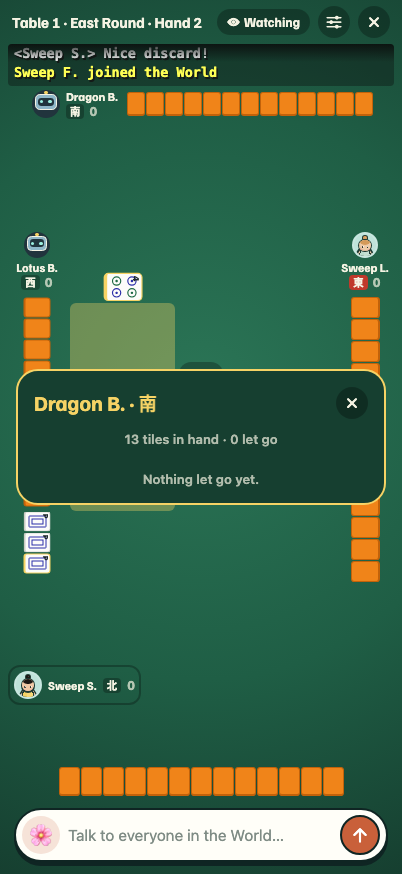 Table 1 · East Round · Hand 2
Watching
<Sweep S.> Nice discard!
Sweep F. joined the World
Dragon B.
南 0
Lotus B.
西 0
Sweep L.
東 0
Dragon B. · 南
13 tiles in hand · 0 let go
Nothing let go yet.
Sweep S. 北 0
Talk to everyone in the World...